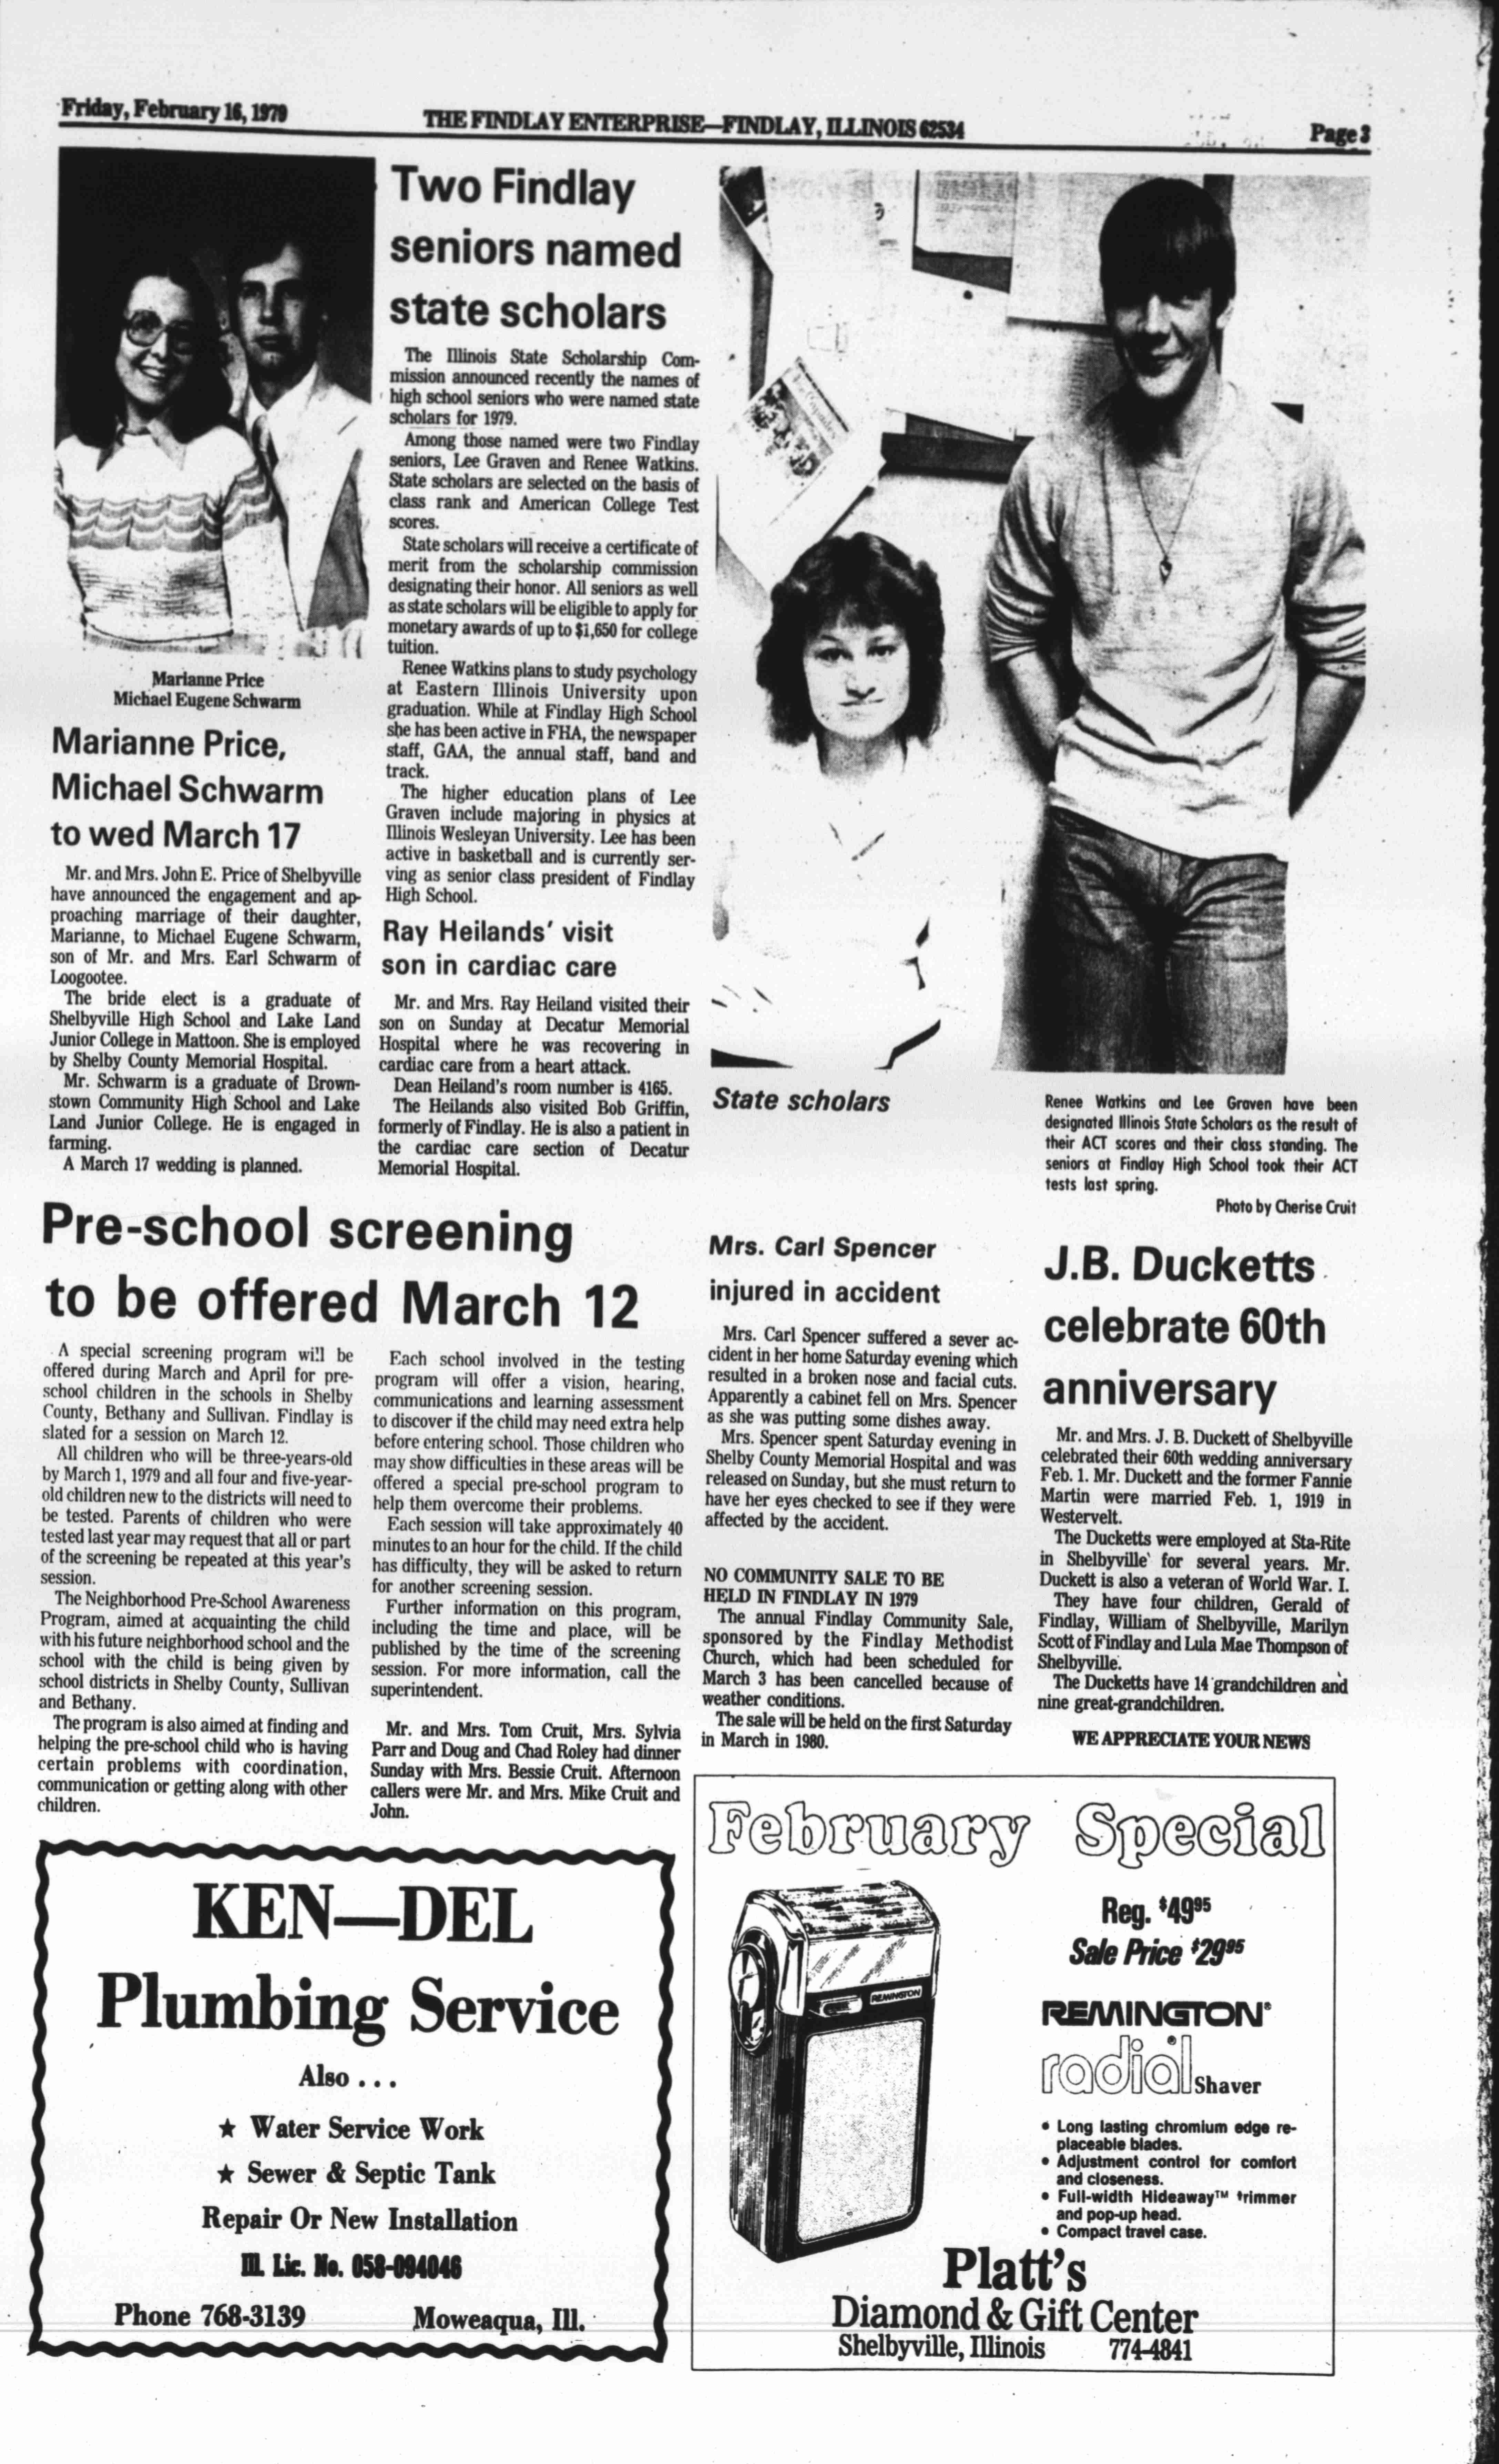 Friday, February 16, 1979
THE FINDLAY ENTERPRISE—FINDLAY, ILLINOIS 62534
Page 3
Marianne Price
Michael Eugene Schwarm
Marianne Price,
Michael Schwarm
to wed March 17
Mr. and Mrs. John E. Price of Shelbyville
have announced the engagement and ap-
proaching marriage of their daughter,
Marianne, to Michael Eugene Schwarm,
son of Mr. and Mrs. Earl Schwarm of
Loogootee.
The bride elect is a graduate of
Shelbyville High School and Lake Land
Junior College in Mattoon. She is employed
by Shelby County Memorial Hospital.
Mr. Schwarm is a graduate of Brown-
stown Community High School and Lake
Land Junior College. He is engaged in
farming.
A March 17 wedding is planned.
Two Findlay
seniors named
state scholars
The Illinois State Scholarship Com-
mission announced recently the names of
high school seniors who were named state
scholars for 1979.
Among those named were two Findlay
seniors, Lee Graven and Renee Watkins.
State scholars are selected on the basis of
class rank and American College Test
scores.
State scholars will receive a certificate of
merit from the scholarship commission
designating their honor. All seniors as well
as state scholars will be eligible to apply for
monetary awards of up to $1,650 for college
tuition.
Renee Watkins plans to study psychology
at Eastern Illinois University upon
graduation. While at Findlay High School
she has been active in FHA, the newspaper
staff, GAA, the annual staff, band and
track.
The higher education plans of Lee
Graven include majoring in physics at
Illinois Wesleyan University. Lee has been
active in basketball and is currently ser-
ving as senior class president of Findlay
High School.
Ray Heilands' visit
son in cardiac care
Mr. and Mrs. Ray Heiland visited their
son on Sunday at Decatur Memorial
Hospital where he was recovering in
cardiac care from a heart attack.
Dean Heiland's room number is 4165.
The Heilands also visited Bob Griffin,
formerly of Findlay. He is also a patient in
the cardiac care section of Decatur
Memorial Hospital.
State scholars
Renee Watkins and Lee Graven have been
designated Illinois State Scholars as the result of
their ACT scores and their class standing. The
seniors at Findlay High School took their ACT
tests last spring.
Photo by Cherise Cruit
Pre-school screening
to be offered March 12
A special screening program will be
offered during March and April for pre-
school children in the schools in Shelby
County, Bethany and Sullivan. Findlay is
slated for a session on March 12.
All children who will be three-years-old
by March 1, 1979 and all four and five-year-
old children new to the districts will need to
be tested. Parents of children who were
tested last year may request that all or part
of the screening be repeated at this year's
session.
The Neighborhood Pre-School Awareness
Program, aimed at acquainting the child
with his future neighborhood school and the
school with the child is being given by
school districts in Shelby County, Sullivan
and Bethany.
The program is also aimed at finding and
helping the pre-school child who is having
certain problems with coordination,
communication or getting along with other
children.
Each school involved in the testing
program will offer a vision, hearing,
communications and learning assessment
to discover if the child may need extra help
before entering school. Those children who
may show difficulties in these areas will be
offered a special pre-school program to
help them overcome their problems.
Each session will take approximately 40
minutes to an hour for the child. If the child
has difficulty, they will be asked to return
for another screening session.
Further information on this program,
including the time and place, will be
published by the time of the screening
session. For more information, call the
superintendent.
Mr. and Mrs. Tom Cruit, Mrs. Sylvia
Parr and Doug and Chad Roley had dinner
Sunday with Mrs. Bessie Cruit. Afternoon
callers were Mr. and Mrs. Mike Cruit and
John.
Mrs. Carl Spencer
injured in accident
Mrs. Carl Spencer suffered a sever ac-
cident in her home Saturday evening which
resulted in a broken nose and facial cuts.
Apparently a cabinet fell on Mrs. Spencer
as she was putting some dishes away.
Mrs. Spencer spent Saturday evening in
Shelby County Memorial Hospital and was
released on Sunday, but she must return to
have her eyes checked to see if they were
affected by the accident.
NO COMMUNITY SALE TO BE
HELD IN FINDLAY IN 1979
The annual Findlay Community Sale,
sponsored by the Findlay Methodist
Church, which had been scheduled for
March 3 has been cancelled because of
weather conditions.
The sale will be held on the first Saturday
in March in 1980.
J.B. Ducketts
celebrate 60th
anniversary
Mr. and Mrs. J. B. Duckett of Shelbyville
celebrated their 60th wedding anniversary
Feb. 1. Mr. Duckett and the former Fannie
Martin were married Feb. 1, 1919 in
Westervelt.
The Ducketts were employed at Sta-Rite
in Shelbyville for several years. Mr.
Duckett is also a veteran of World War. I.
They have four children, Gerald of
Findlay, William of Shelbyville, Marilyn
Scott of Findlay and Lula Mae Thompson of
Shelbyville.
The Ducketts have 14 grandchildren and
nine great-grandchildren.
WE APPRECIATE YOUR NEWS
KEN—DEL
Plumbing Service
Also . . .
★ Water Service Work
★ Sewer & Septic Tank
Repair Or New Installation
Ill. Lic. No. 058-094046
Phone 768-3139 Moweaqua, Ill.
February Special
Reg. $49.95
Sale Price $29.95
REMINGTON
REMINGTON®
radial® Shaver
• Long lasting chromium edge re-
placeable blades.
• Adjustment control for comfort
and closeness.
• Full-width Hideaway™ trimmer
and pop-up head.
• Compact travel case.
Platt's
Diamond & Gift Center
Shelbyville, Illinois 774-4841